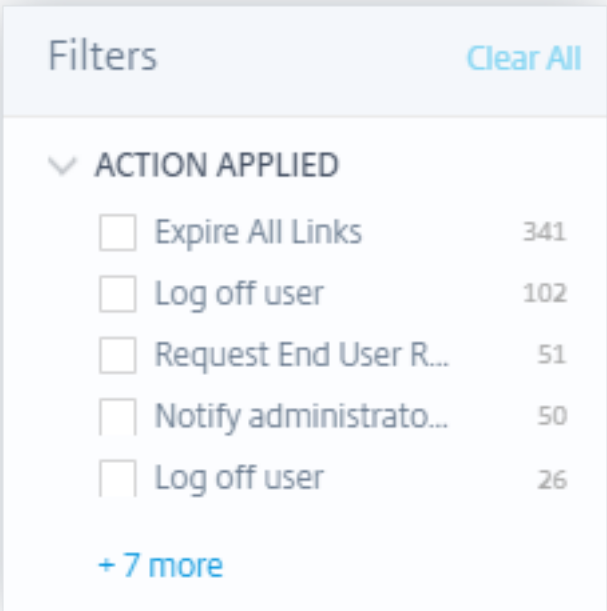 Filters Clear All
ACTION APPLIED
Expire All Links 341
Log off user 102
Request End User R... 51
Notify administrato... 50
Log off user 26
+ 7 more